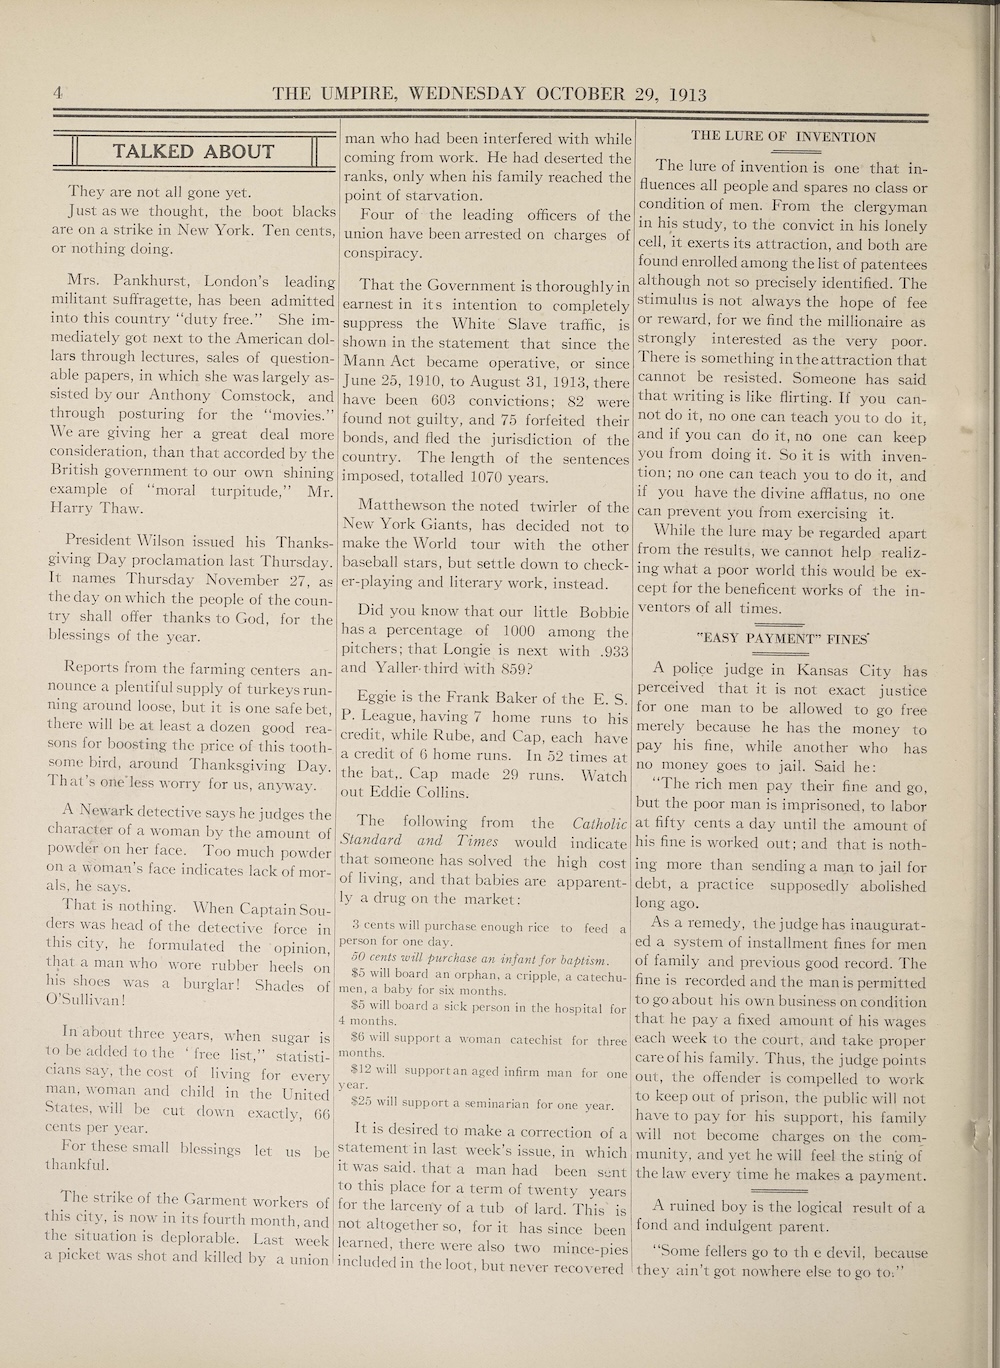 4
THE UMPIRE, WEDNESDAY OCTOBER 29, 1913
TALKED ABOUT
They are not all gone yet.
Just as we thought, the boot blacks
are on a strike in New York. Ten cents,
or nothing doing.
Mrs. Pankhurst, London's leading
militant suffragette, has been admitted
into this country "duty free." She im-
mediately got next to the American dol-
lars through lectures, sales of question-
able papers, in which she was largely as-
sisted by our Anthony Comstock, and
through posturing for the "movies."
We are giving her a great deal more
consideration, than that accorded by the
British government to our own shining
example of "moral turpitude," Mr.
Harry Thaw.
President Wilson issued his Thanks-
giving Day proclamation last Thursday.
It names Thursday November 27, as
the day on which the people of the coun-
try shall offer thanks to God, for the
blessings of the year.
Reports from the farming centers an-
nounce a plentiful supply of turkeys run-
ning around loose, but it is one safe bet,
there will be at least a dozen good rea-
sons for boosting the price of this tooth-
some bird, around Thanksgiving Day.
That's one less worry for us, anyway.
A Newark detective says he judges the
character of a woman by the amount of
powder on her face. Too much powder
on a woman's face indicates lack of mor-
als, he says.
That is nothing. When Captain Sou-
ders was head of the detective force in
this city, he formulated the opinion,
that a man who wore rubber heels on
his shoes was a burglar! Shades of
O'Sullivan!
In about three years, when sugar is
to be added to the 'free list," statisti-
cians say, the cost of living for every
man, woman and child in the United
States, will be cut down exactly, 66
cents per year.
For these small blessings let us be
thankful.
The strike of the Garment workers of
this city, is now in its fourth month, and
the situation is deplorable. Last week
a picket was shot and killed by a union
man who had been interfered with while
coming from work. He had deserted the
ranks, only when his family reached the
point of starvation.
Four of the leading officers of the
union have been arrested on charges of
conspiracy.
That the Government is thoroughly in
earnest in its intention to completely
suppress the White Slave traffic, is
shown in the statement that since the
Mann Act became operative, or since
June 25, 1910, to August 31, 1913, there
have been 603 convictions; 82 were
found not guilty, and 75 forfeited their
bonds, and fled the jurisdiction of the
country. The length of the sentences
imposed, totalled 1070 years.
Matthewson the noted twirler of the
New York Giants, has decided not to
make the World tour with the other
baseball stars, but settle down to check-
er-playing and literary work, instead.
Did you know that our little Bobbie
has a percentage of 1000 among the
pitchers; that Longie is next with .933
and Yaller-third with 859?
Eggie is the Frank Baker of the E. S.
P. League, having 7 home runs to his
credit, while Rube, and Cap, each have
a credit of 6 home runs. In 52 times at
the bat,. Cap made 29 runs. Watch
out Eddie Collins.
The following from the Catholic
Standard and Times would indicate
that someone has solved the high cost
of living, and that babies are apparent-
ly a drug on the market:
3 cents will purchase enough rice to feed a
person for one day.
50 cents will purchase an infant for baptism.
$5 will board an orphan, a cripple, a catechu-
men, a baby for six months.
$5 will board a sick person in the hospital for
4 months.
$6 will support a woman catechist for three
months.
$12 will support an aged infirm man for one
year.
$25 will support a seminarian for one year.
It is desired to make a correction of a
statement in last week's issue, in which
it was said. that a man had been sent
to this place for a term of twenty years
for the larceny of a tub of lard. This is
not altogether so, for it has since been
learned, there were also two mince-pies
included in the loot, but never recovered
THE LURE OF INVENTION
The lure of invention is one that in-
fluences all people and spares no class or
condition of men. From the clergyman
in his study, to the convict in his lonely
cell, it exerts its attraction, and both are
found enrolled among the list of patentees
although not so precisely identified. The
stimulus is not always the hope of fee
or reward, for we find the millionaire as
strongly interested as the very poor.
There is something in the attraction that
cannot be resisted. Someone has said
that writing is like flirting. If you can-
not do it, no one can teach you to do it,
and if you can do it, no one can keep
you from doing it. So it is with inven-
tion; no one can teach you to do it, and
if you have the divine afflatus, no one
can prevent you from exercising it.
While the lure may be regarded apart
from the results, we cannot help realiz-
ing what a poor world this would be ex-
cept for the beneficent works of the in-
ventors of all times.
"EASY PAYMENT" FINES
A police judge in Kansas City has
perceived that it is not exact justice
for one man to be allowed to go free
merely because he has the money to
pay his fine, while another who has
no money goes to jail. Said he:
"The rich men pay their fine and go,
but the poor man is imprisoned, to labor
at fifty cents a day until the amount of
his fine is worked out; and that is noth-
ing more than sending a man to jail for
debt, a practice supposedly abolished
long ago.
As a remedy, the judge has inaugurat-
ed a system of installment fines for men
of family and previous good record. The
fine is recorded and the man is permitted
to go about his own business on condition
that he pay a fixed amount of his wages
each week to the court, and take proper
care of his family. Thus, the judge points
out, the offender is compelled to work
to keep out of prison, the public will not
have to pay for his support, his family
will not become charges on the com-
munity, and yet he will feel the sting of
the law every time he makes a payment.
A ruined boy is the logical result of a
fond and indulgent parent.
"Some fellers go to th e devil, because
they ain't got nowhere else to go to:"